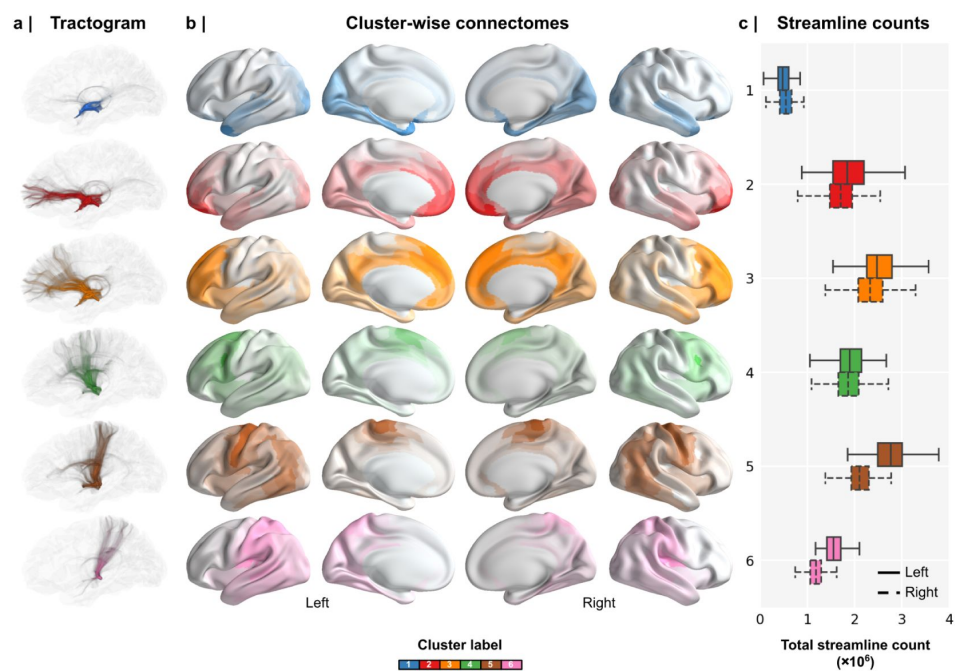 a | Tractogram
b | Cluster-wise connectomes
c | Streamline counts
1
2
3
4
5
6
Left
Right
Left
Right
0
1
2
3
4
Total streamline count
(×10⁶)
Cluster label
1 2 3 4 5 6